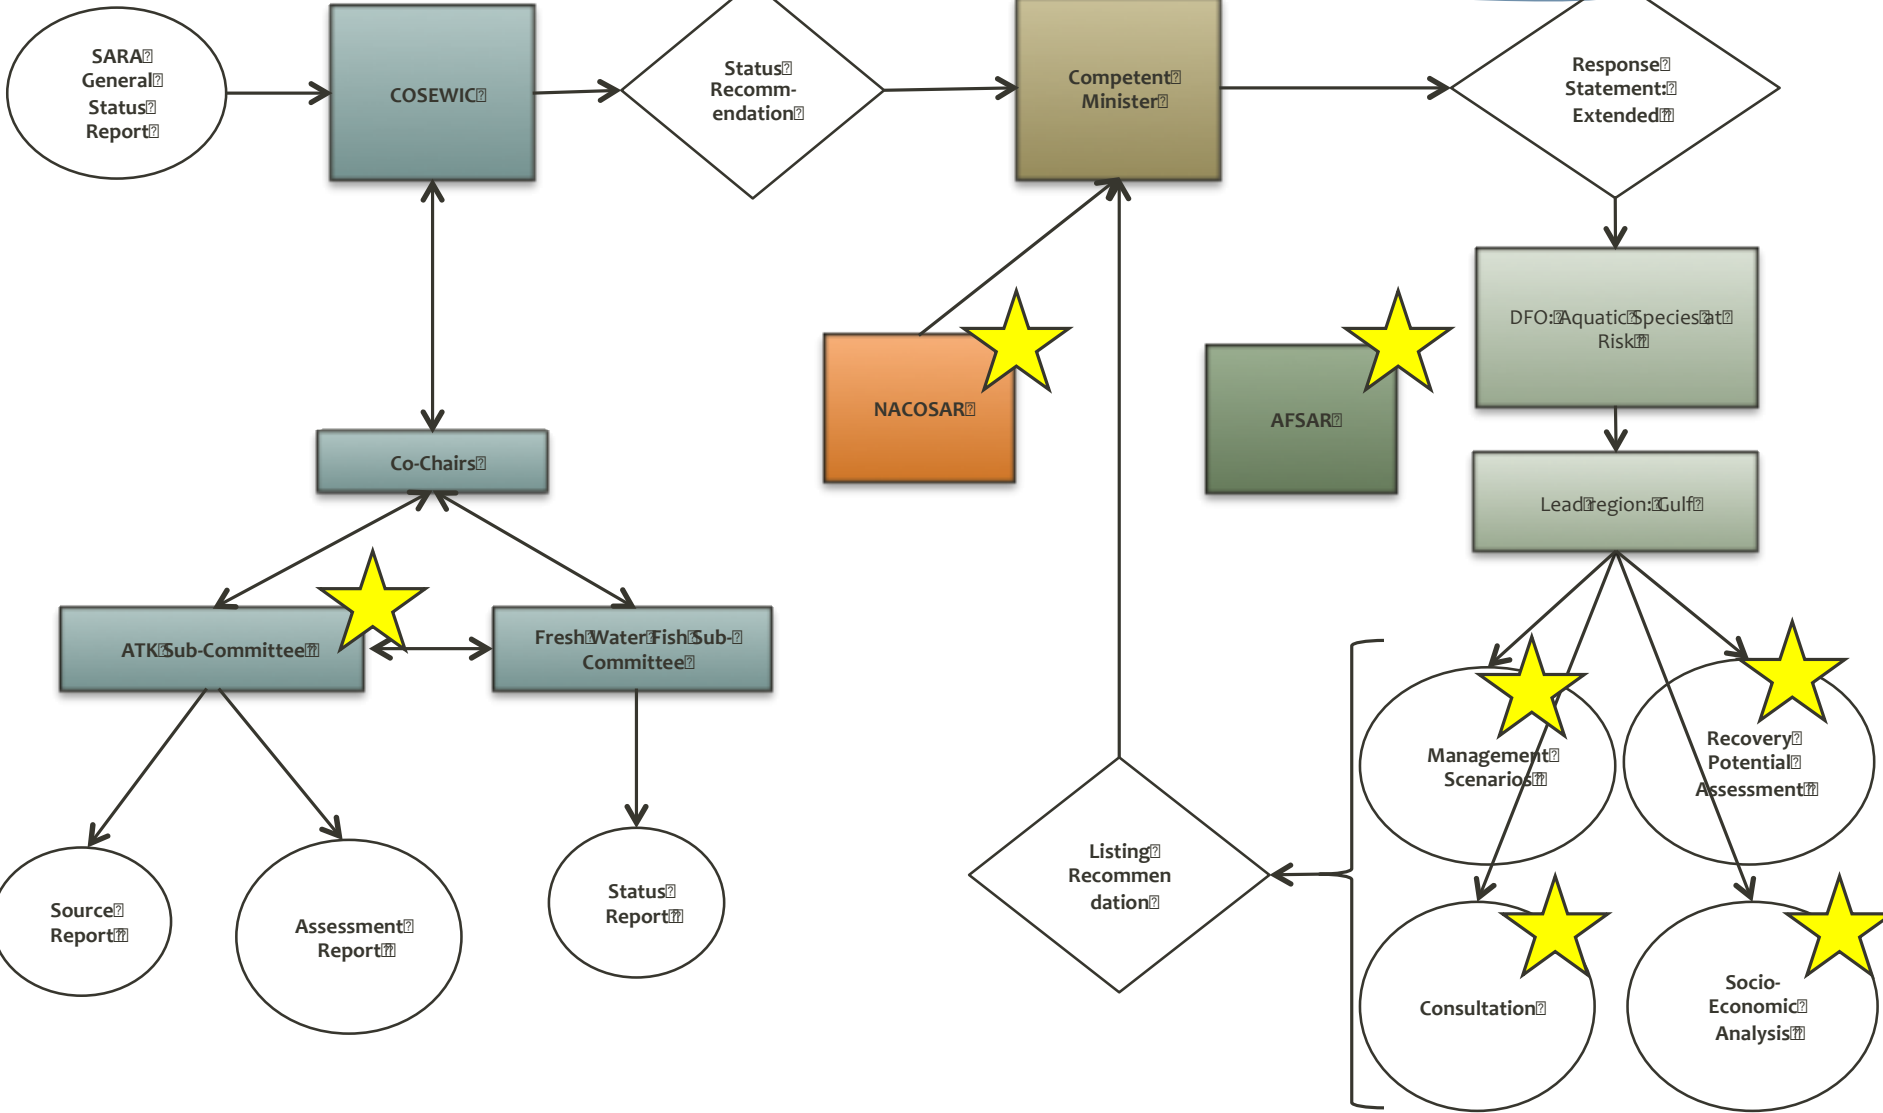 SARA
General
Status
Report
COSEWIC
Status
Recomm-
endation
Competent
Minister
Response
Statement:
Extended
DFO: Aquatic Species at
Risk
NACOSAR
AFSAR
Co-Chairs
Lead region: Gulf
ATK Sub-Committee
Fresh Water Fish Sub-
Committee
Management
Scenarios
Recovery
Potential
Assessment
Source
Report
Assessment
Report
Status
Report
Listing
Recommen
dation
Consultation
Socio-
Economic
Analysis